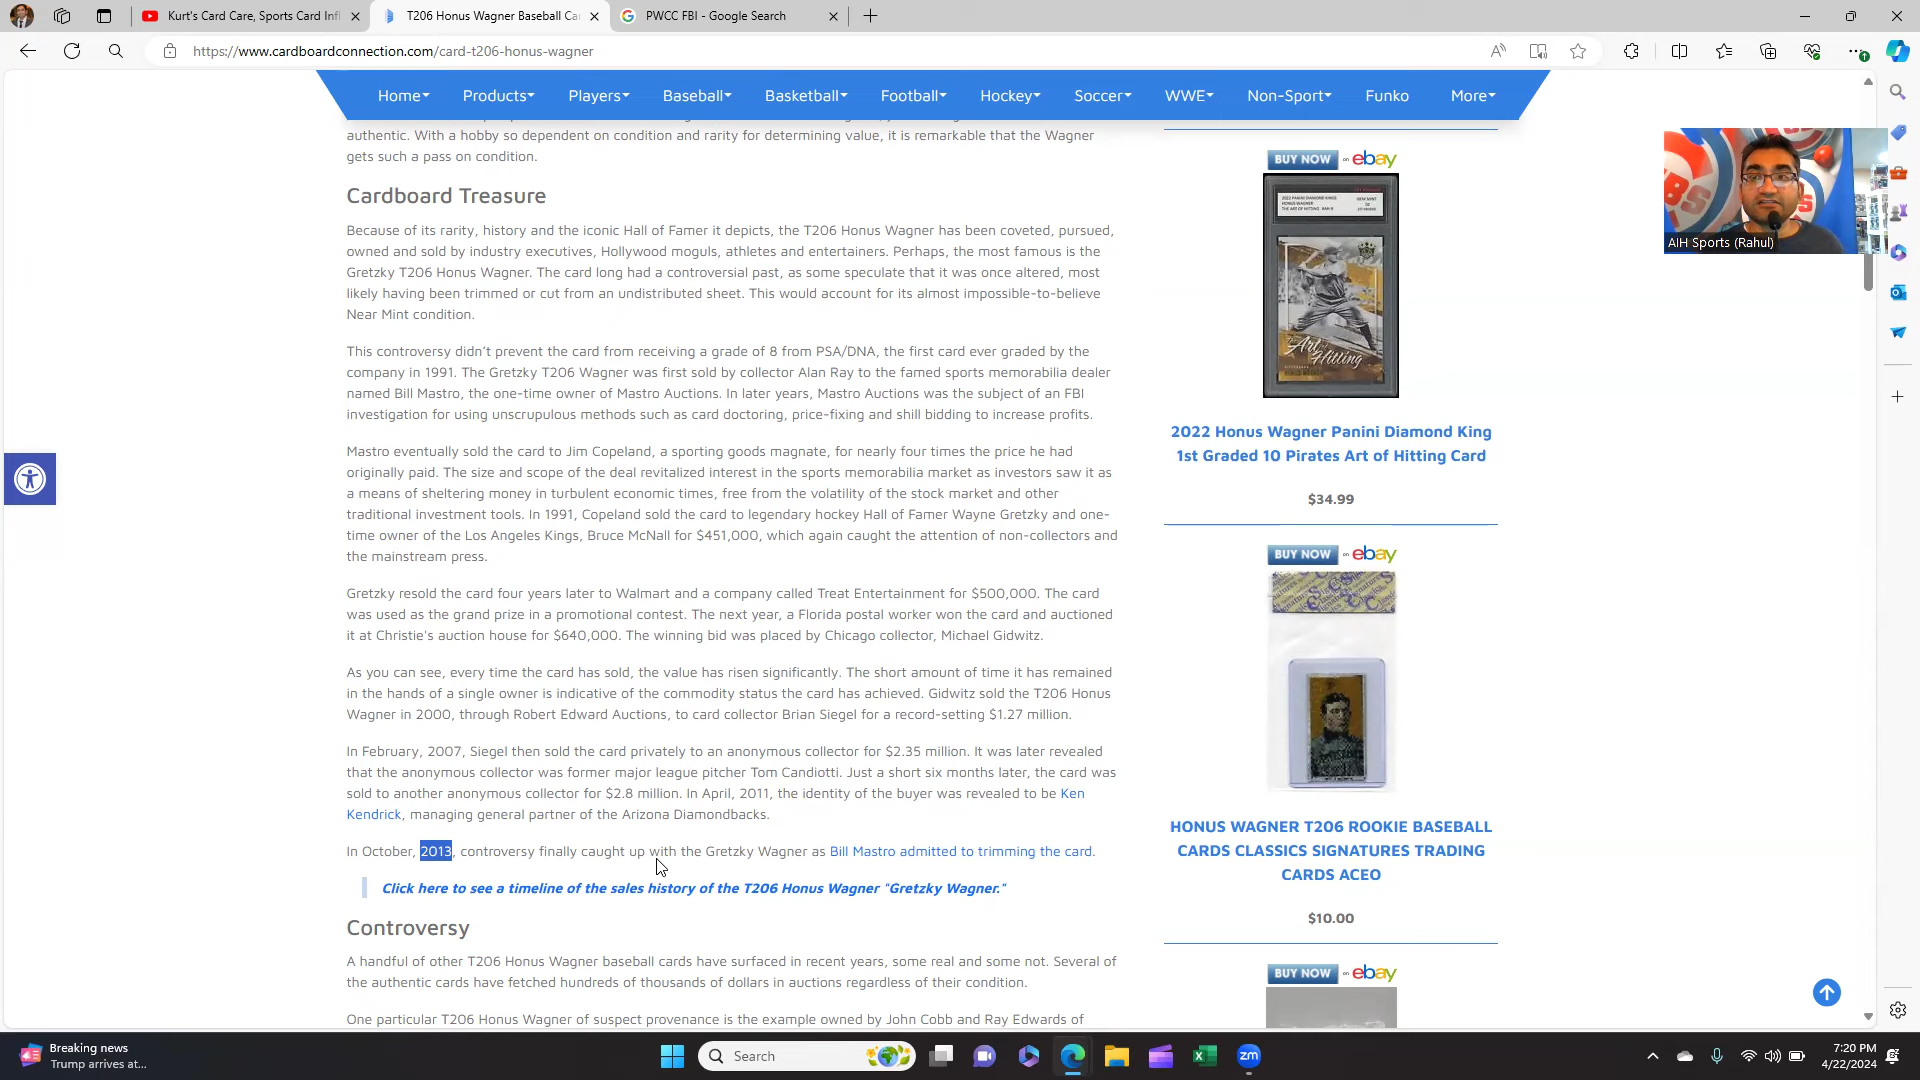 Kurt's Card Care, Sports Card Infl
T206 Honus Wagner Baseball Car
PWCC FBI - Google Search
https://www.cardboardconnection.com/card-t206-honus-wagner
Home
Products
Players
Baseball
Basketball
Football
Hockey
Soccer
WWE
Non-Sport
Funko
More
authentic. With a hobby so dependent on condition and rarity for determining value, it is remarkable that the Wagner
gets such a pass on condition.
Cardboard Treasure
Because of its rarity, history and the iconic Hall of Famer it depicts, the T206 Honus Wagner has been coveted, pursued,
owned and sold by industry executives, Hollywood moguls, athletes and entertainers. Perhaps, the most famous is the
Gretzky T206 Honus Wagner. The card long had a controversial past, as some speculate that it was once altered, most
likely having been trimmed or cut from an undistributed sheet. This would account for its almost impossible-to-believe
Near Mint condition.
This controversy didn't prevent the card from receiving a grade of 8 from PSA/DNA, the first card ever graded by the
company in 1991. The Gretzky T206 Wagner was first sold by collector Alan Ray to the famed sports memorabilia dealer
named Bill Mastro, the one-time owner of Mastro Auctions. In later years, Mastro Auctions was the subject of an FBI
investigation for using unscrupulous methods such as card doctoring, price-fixing and shill bidding to increase profits.
Mastro eventually sold the card to Jim Copeland, a sporting goods magnate, for nearly four times the price he had
originally paid. The size and scope of the deal revitalized interest in the sports memorabilia market as investors saw it as
a means of sheltering money in turbulent economic times, free from the volatility of the stock market and other
traditional investment tools. In 1991, Copeland sold the card to legendary hockey Hall of Famer Wayne Gretzky and one-
time owner of the Los Angeles Kings, Bruce McNall for $451,000, which again caught the attention of non-collectors and
the mainstream press.
Gretzky resold the card four years later to Walmart and a company called Treat Entertainment for $500,000. The card
was used as the grand prize in a promotional contest. The next year, a Florida postal worker won the card and auctioned
it at Christie's auction house for $640,000. The winning bid was placed by Chicago collector, Michael Gidwitz.
As you can see, every time the card has sold, the value has risen significantly. The short amount of time it has remained
in the hands of a single owner is indicative of the commodity status the card has achieved. Gidwitz sold the T206 Honus
Wagner in 2000, through Robert Edward Auctions, to card collector Brian Siegel for a record-setting $1.27 million.
In February, 2007, Siegel then sold the card privately to an anonymous collector for $2.35 million. It was later revealed
that the anonymous collector was former major league pitcher Tom Candiotti. Just a short six months later, the card was
sold to another anonymous collector for $2.8 million. In April, 2011, the identity of the buyer was revealed to be Ken
Kendrick, managing general partner of the Arizona Diamondbacks.
In October, 2013, controversy finally caught up with the Gretzky Wagner as Bill Mastro admitted to trimming the card.
Click here to see a timeline of the sales history of the T206 Honus Wagner "Gretzky Wagner."
Controversy
A handful of other T206 Honus Wagner baseball cards have surfaced in recent years, some real and some not. Several of
the authentic cards have fetched hundreds of thousands of dollars in auctions regardless of their condition.
One particular T206 Honus Wagner of suspect provenance is the example owned by John Cobb and Ray Edwards of
BUY NOW on ebay
Art of
Hitting
2022 Honus Wagner Panini Diamond King
1st Graded 10 Pirates Art of Hitting Card
$34.99
BUY NOW on ebay
HONUS WAGNER T206 ROOKIE BASEBALL
CARDS CLASSICS SIGNATURES TRADING
CARDS ACEO
$10.00
BUY NOW on ebay
AIH Sports (Rahul)
Breaking news
Trump arrives at...
Search
zm
7:20 PM
4/22/2024